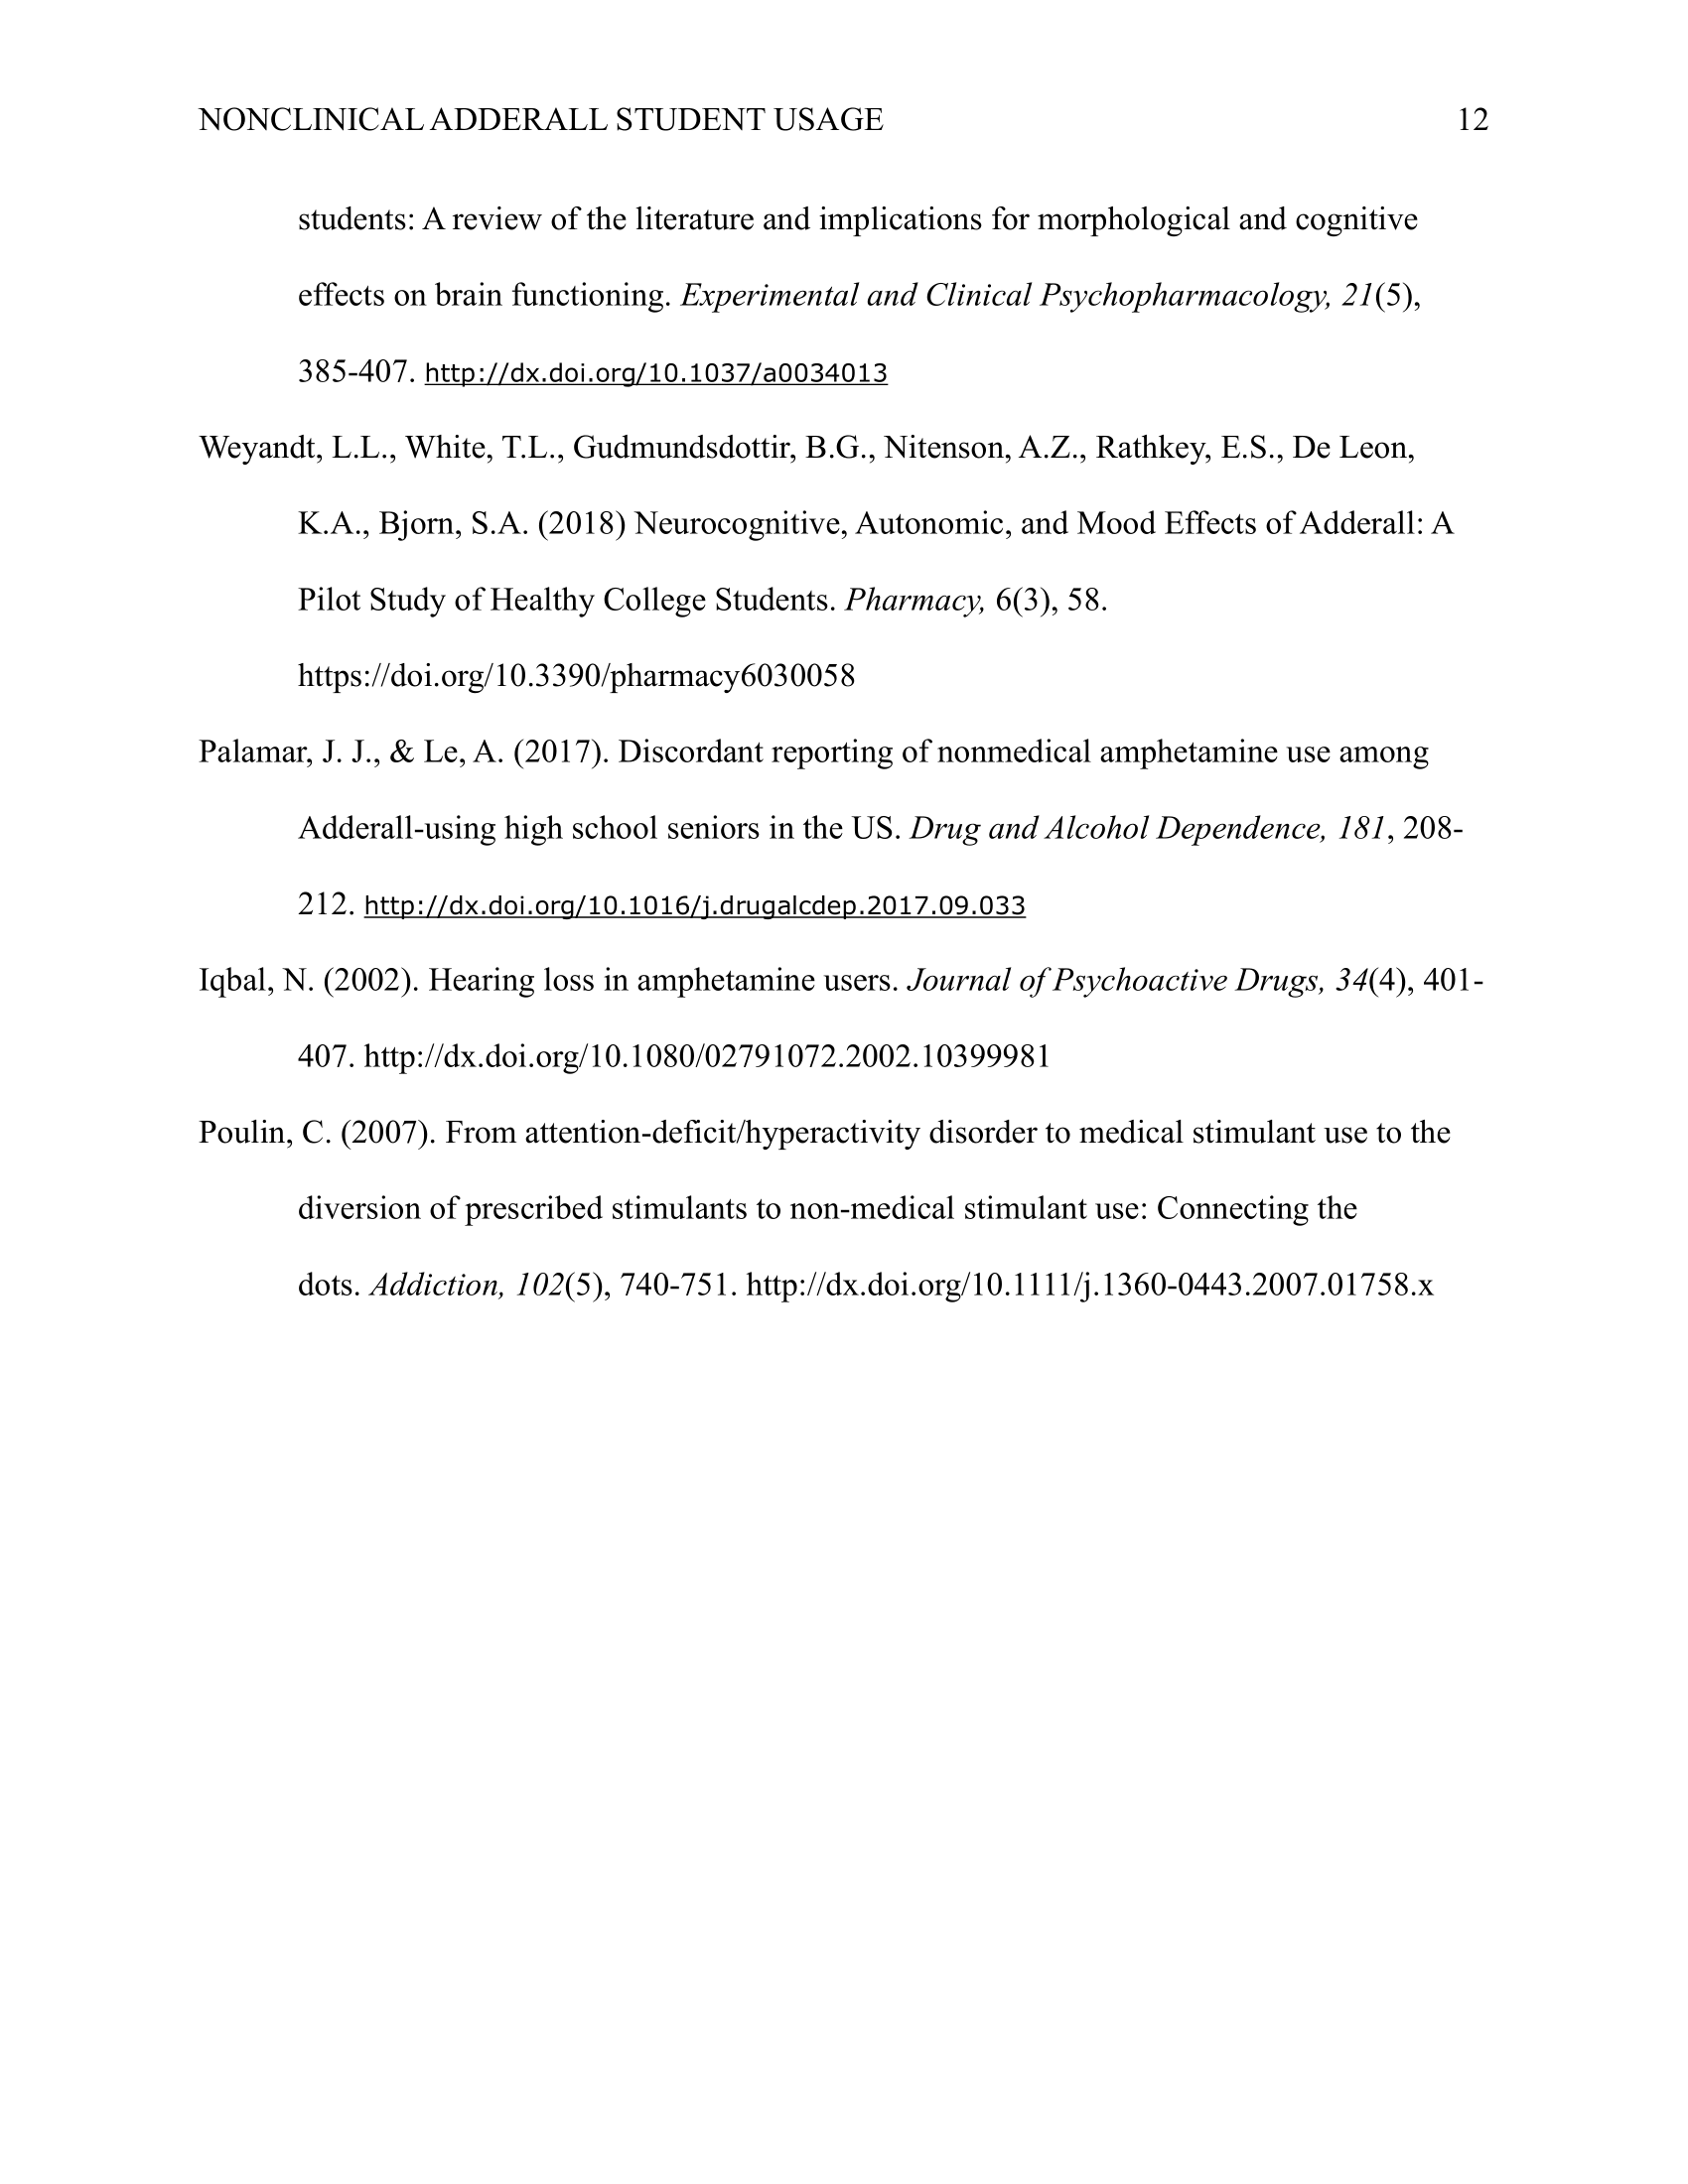 NONCLINICAL ADDERALL STUDENT USAGE 12
students: A review of the literature and implications for morphological and cognitive
effects on brain functioning. Experimental and Clinical Psychopharmacology, 21(5),
385-407. http://dx.doi.org/10.1037/a0034013
Weyandt, L.L., White, T.L., Gudmundsdottir, B.G., Nitenson, A.Z., Rathkey, E.S., De Leon,
K.A., Bjorn, S.A. (2018) Neurocognitive, Autonomic, and Mood Effects of Adderall: A
Pilot Study of Healthy College Students. Pharmacy, 6(3), 58.
https://doi.org/10.3390/pharmacy6030058
Palamar, J. J., & Le, A. (2017). Discordant reporting of nonmedical amphetamine use among
Adderall-using high school seniors in the US. Drug and Alcohol Dependence, 181, 208-
212. http://dx.doi.org/10.1016/j.drugalcdep.2017.09.033
Iqbal, N. (2002). Hearing loss in amphetamine users. Journal of Psychoactive Drugs, 34(4), 401-
407. http://dx.doi.org/10.1080/02791072.2002.10399981
Poulin, C. (2007). From attention-deficit/hyperactivity disorder to medical stimulant use to the
diversion of prescribed stimulants to non-medical stimulant use: Connecting the
dots. Addiction, 102(5), 740-751. http://dx.doi.org/10.1111/j.1360-0443.2007.01758.x